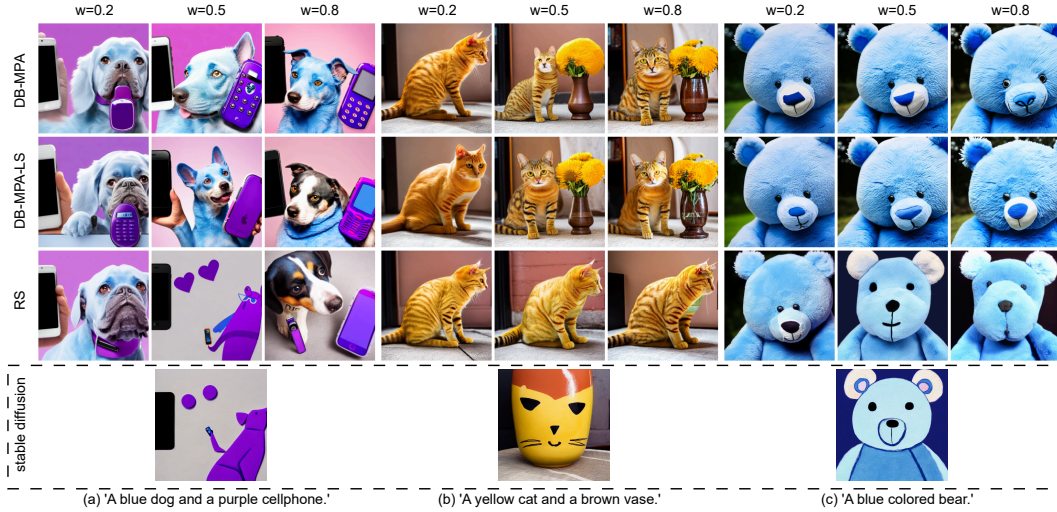 w=0.2 w=0.5 w=0.8 w=0.2 w=0.5 w=0.8 w=0.2 w=0.5 w=0.8
DB-MPA
DB-MPA-LS
RS
stable diffusion
(a) 'A blue dog and a purple cellphone.' (b) 'A yellow cat and a brown vase.' (c) 'A blue colored bear.'